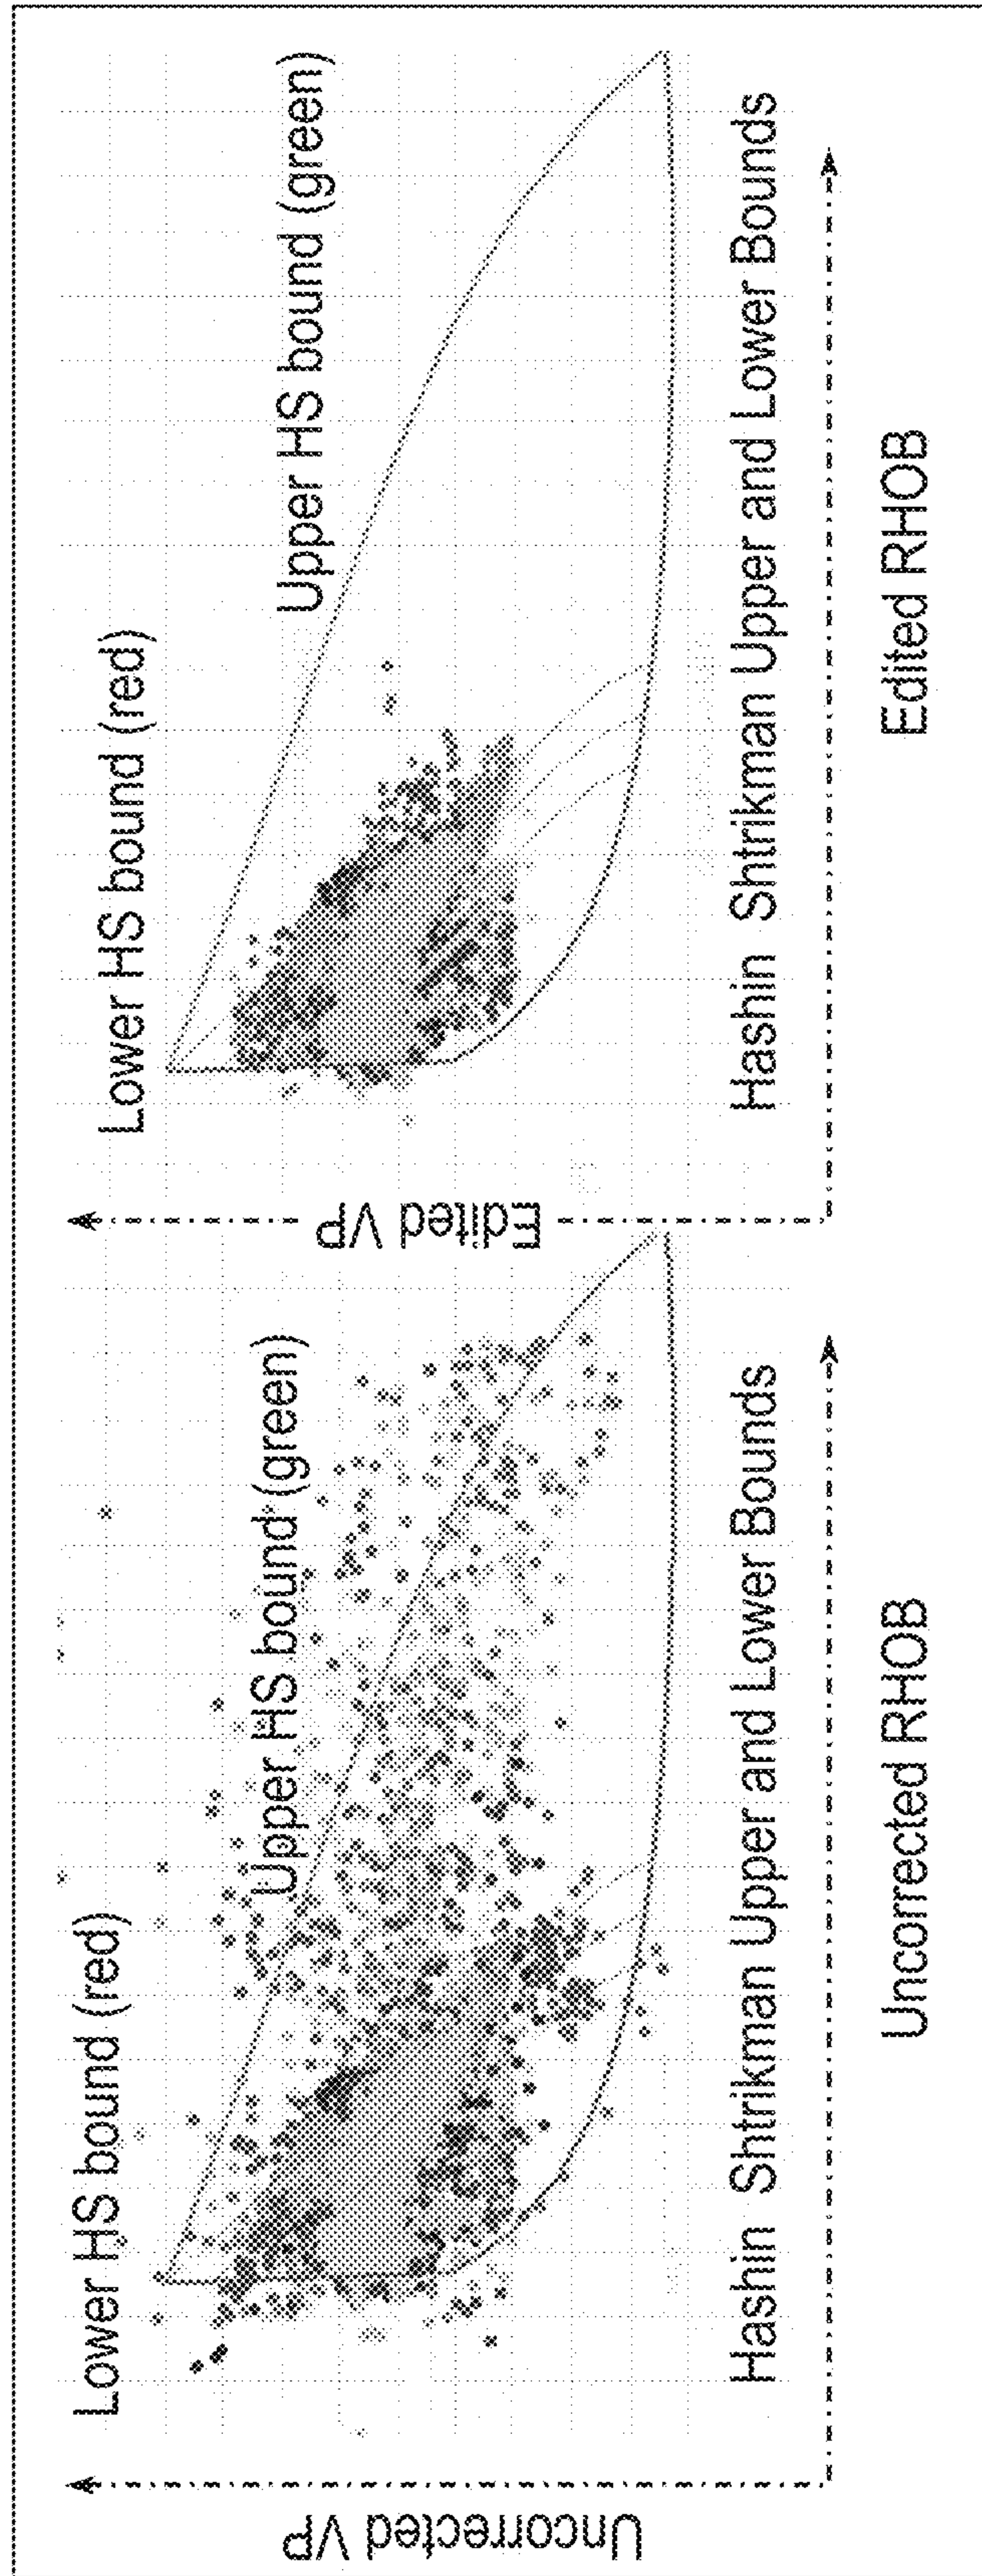 Uncorrected VP
Lower HS bound (red)
Upper HS bound (green)
Hashin Shtrikman Upper and Lower Bounds
Uncorrected RHOB
Edited VP
Lower HS bound (red)
Upper HS bound (green)
Hashin Shtrikman Upper and Lower Bounds
Edited RHOB